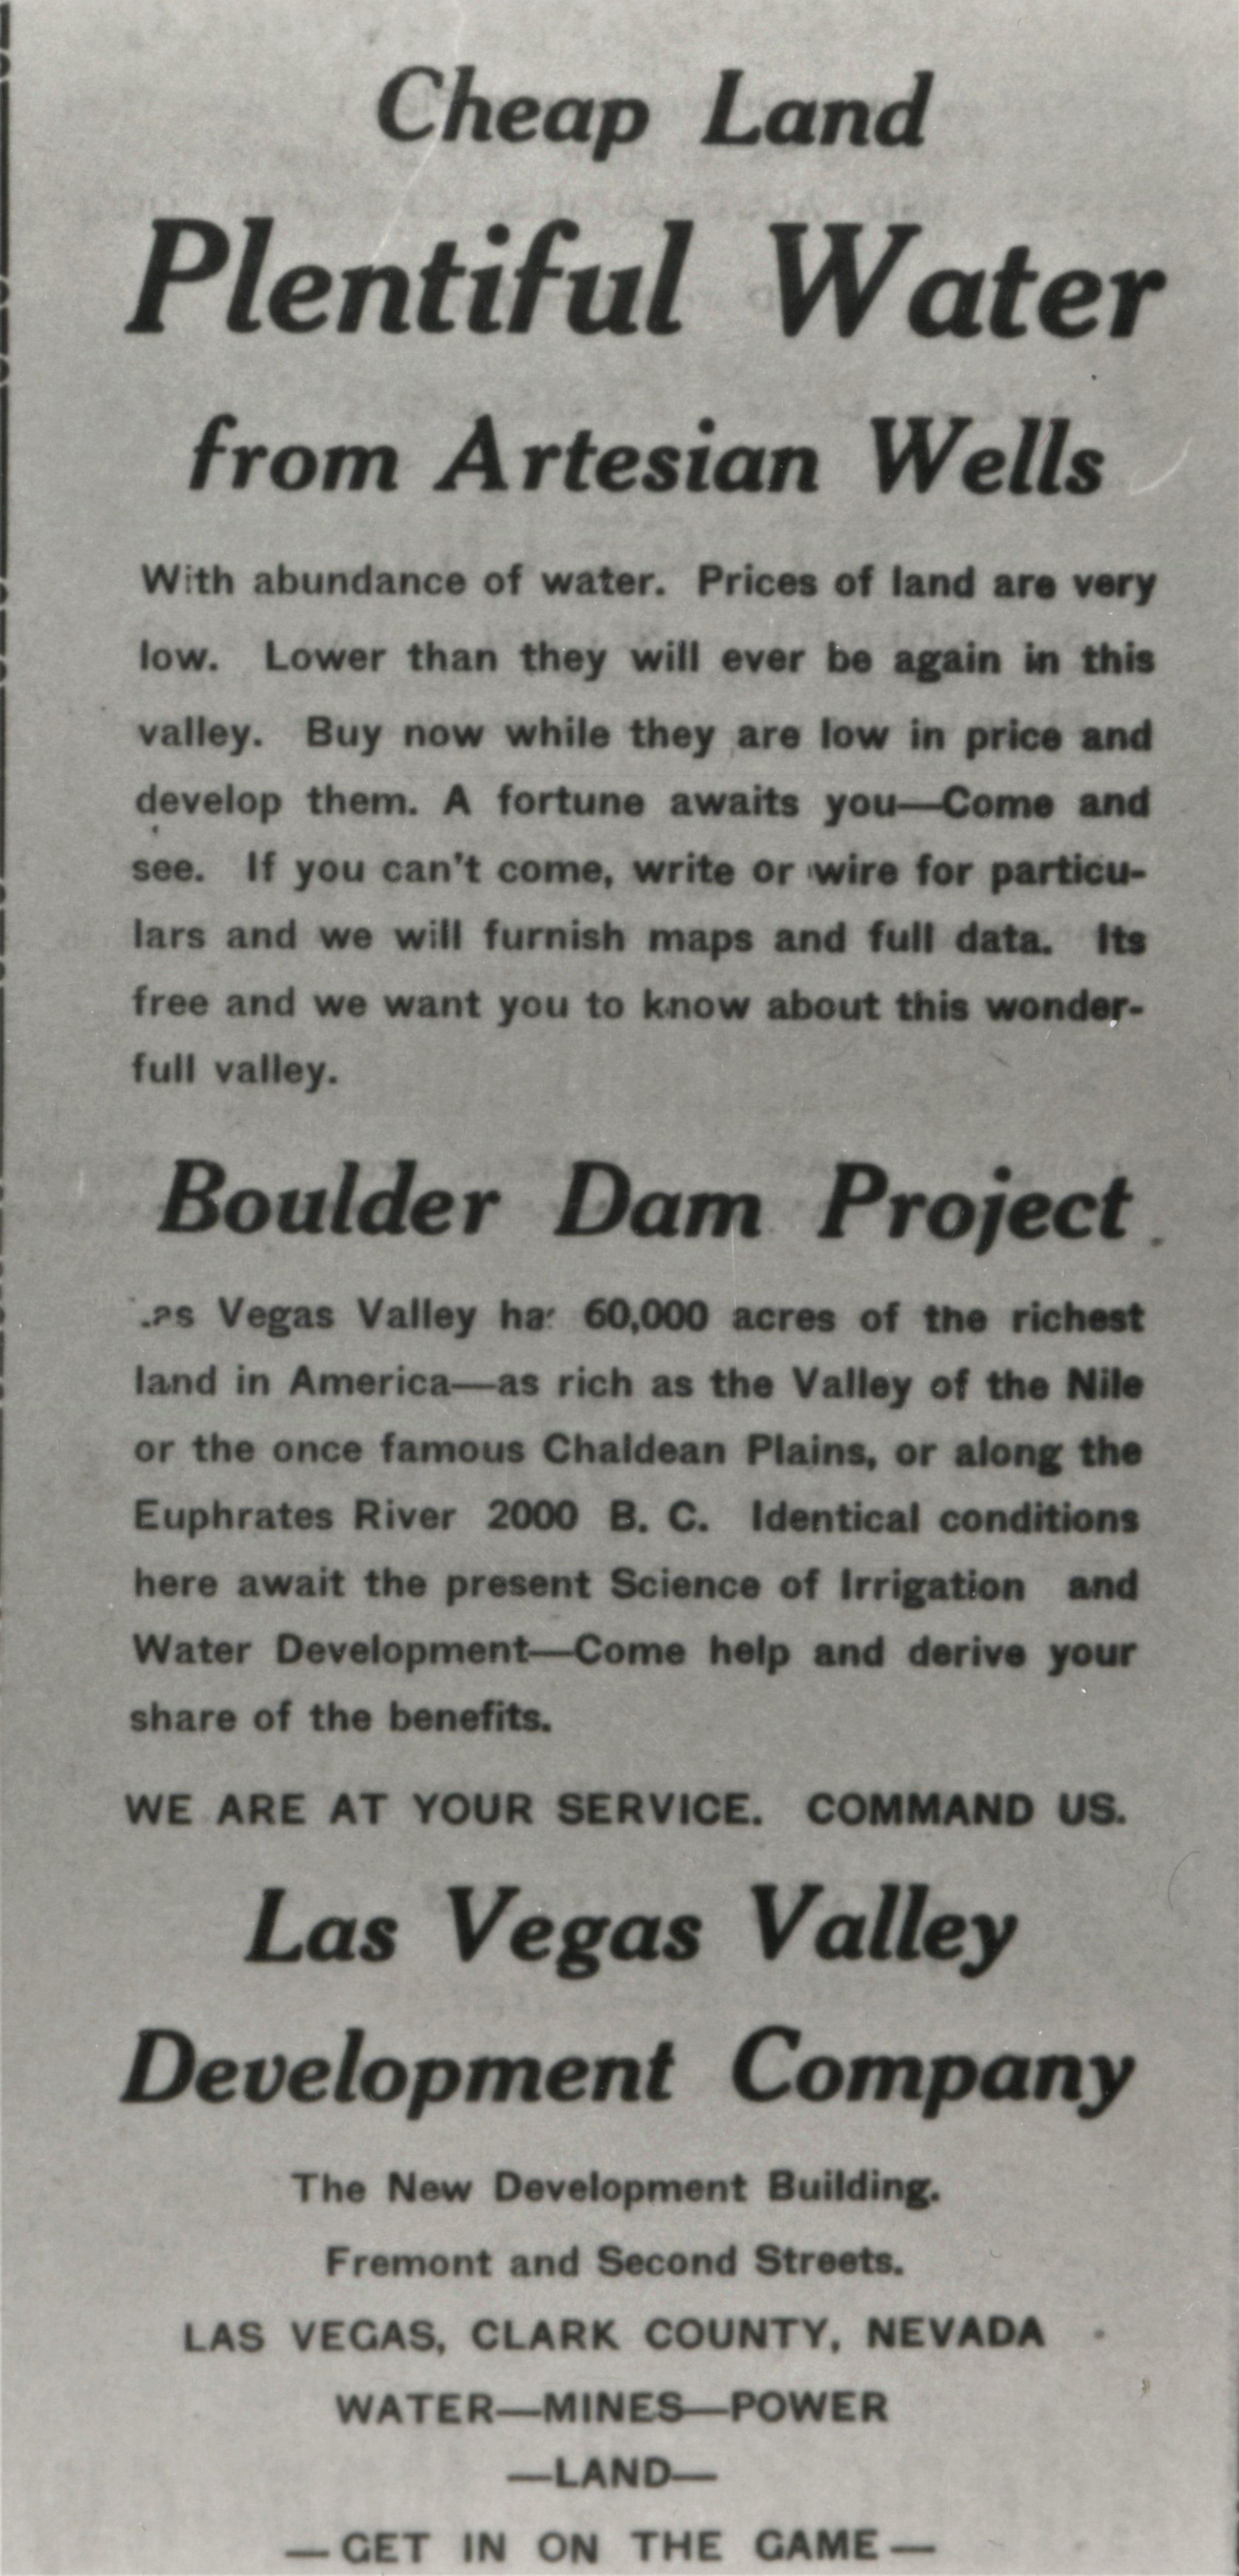 Cheap Land
Plentiful Water
from Artesian Wells
With abundance of water. Prices of land are very
low. Lower than they will ever be again in this
valley. Buy now while they are low in price and
develop them. A fortune awaits you—Come and
see. If you can't come, write or wire for particu-
lars and we will furnish maps and full data. Its
free and we want you to know about this wonder-
full valley.
Boulder Dam Project
Las Vegas Valley has 60,000 acres of the richest
land in America—as rich as the Valley of the Nile
or the once famous Chaldean Plains, or along the
Euphrates River 2000 B. C. Identical conditions
here await the present Science of Irrigation and
Water Development—Come help and derive your
share of the benefits.
WE ARE AT YOUR SERVICE. COMMAND US.
Las Vegas Valley
Development Company
The New Development Building.
Fremont and Second Streets.
LAS VEGAS, CLARK COUNTY, NEVADA
WATER—MINES—POWER
—LAND—
—GET IN ON THE GAME—